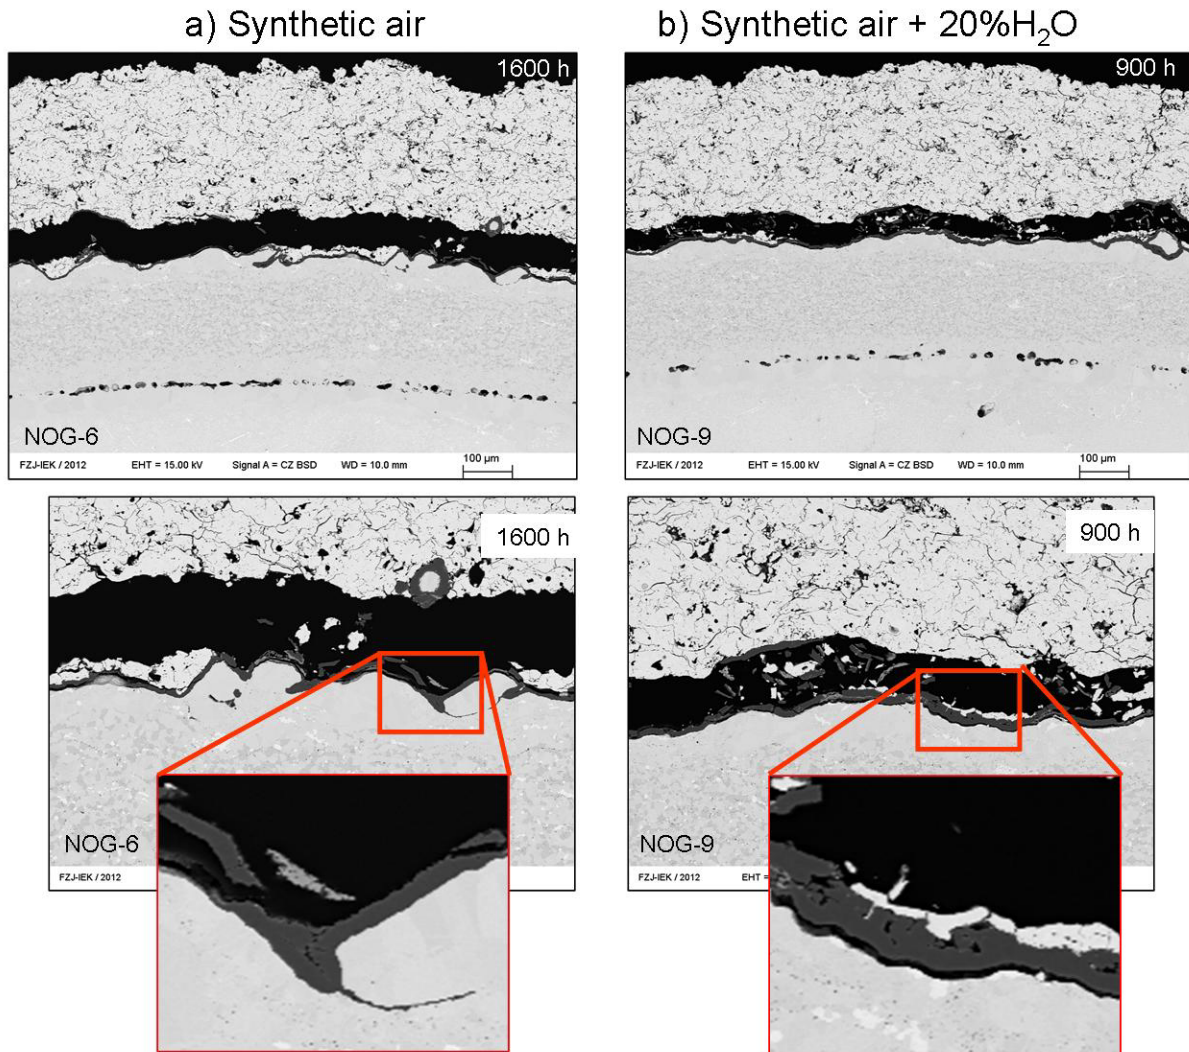 a) Synthetic air
b) Synthetic air + 20%H₂O
1600 h
900 h
NOG-6
NOG-9
FZJ-IEK / 2012 EHT = 15.00 kV Signal A = CZ BSD WD = 10.0 mm 100 µm
FZJ-IEK / 2012 EHT = 15.00 kV Signal A = CZ BSD WD = 10.0 mm 100 µm
1600 h
900 h
NOG-6
NOG-9
FZJ-IEK / 2012
FZJ-IEK / 2012 EHT =